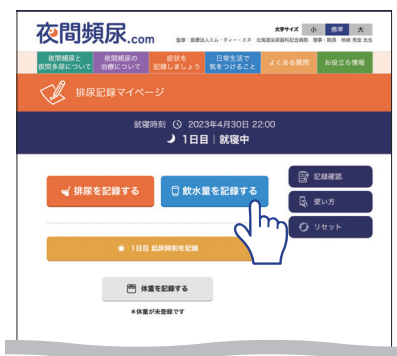 夜間頻尿.com
文字サイズ 小 標準 大
監修:医療法人エム・ティー・エヌ 北海道泌尿器科記念病院 理事・院長 柏崎 秀宏 先生
夜間頻尿と夜間多尿について
夜間頻尿の治療について
症状を記録しましょう
日常生活で気をつけること
よくある質問
お役立ち情報
排尿記録マイページ
就寝時刻 2023年4月30日 22:00
1日目|就寝中
排尿を記録する
飲水量を記録する
記録確認
使い方
リセット
1日目 起床時刻を記録
体重を記録する
*体重が未登録です